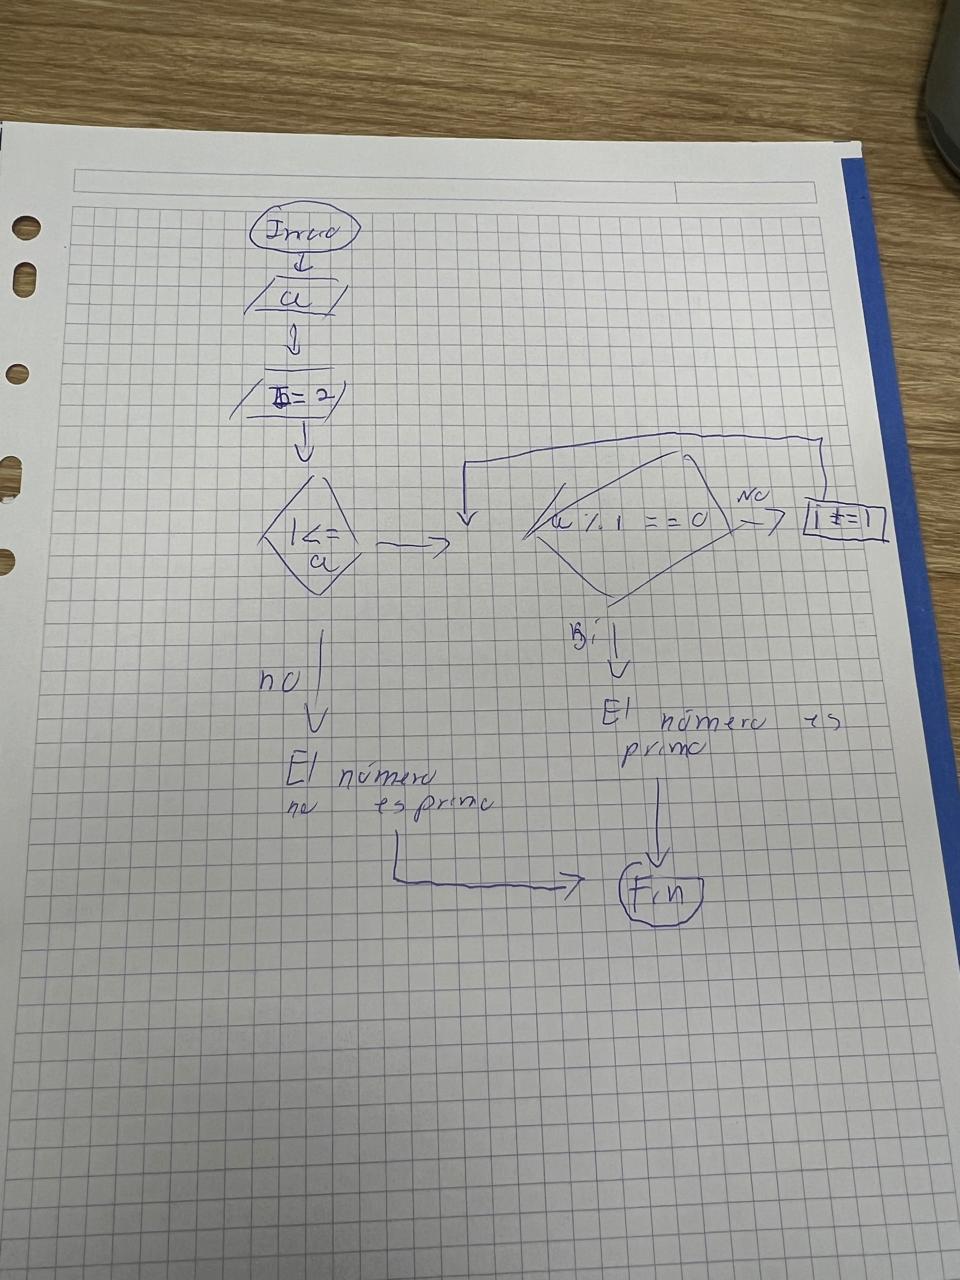 Inicio
a
= 2
i <=
a
a % i == 0
NO
i += 1
no
Si
El número es
primo
El número
no es primo
Fin